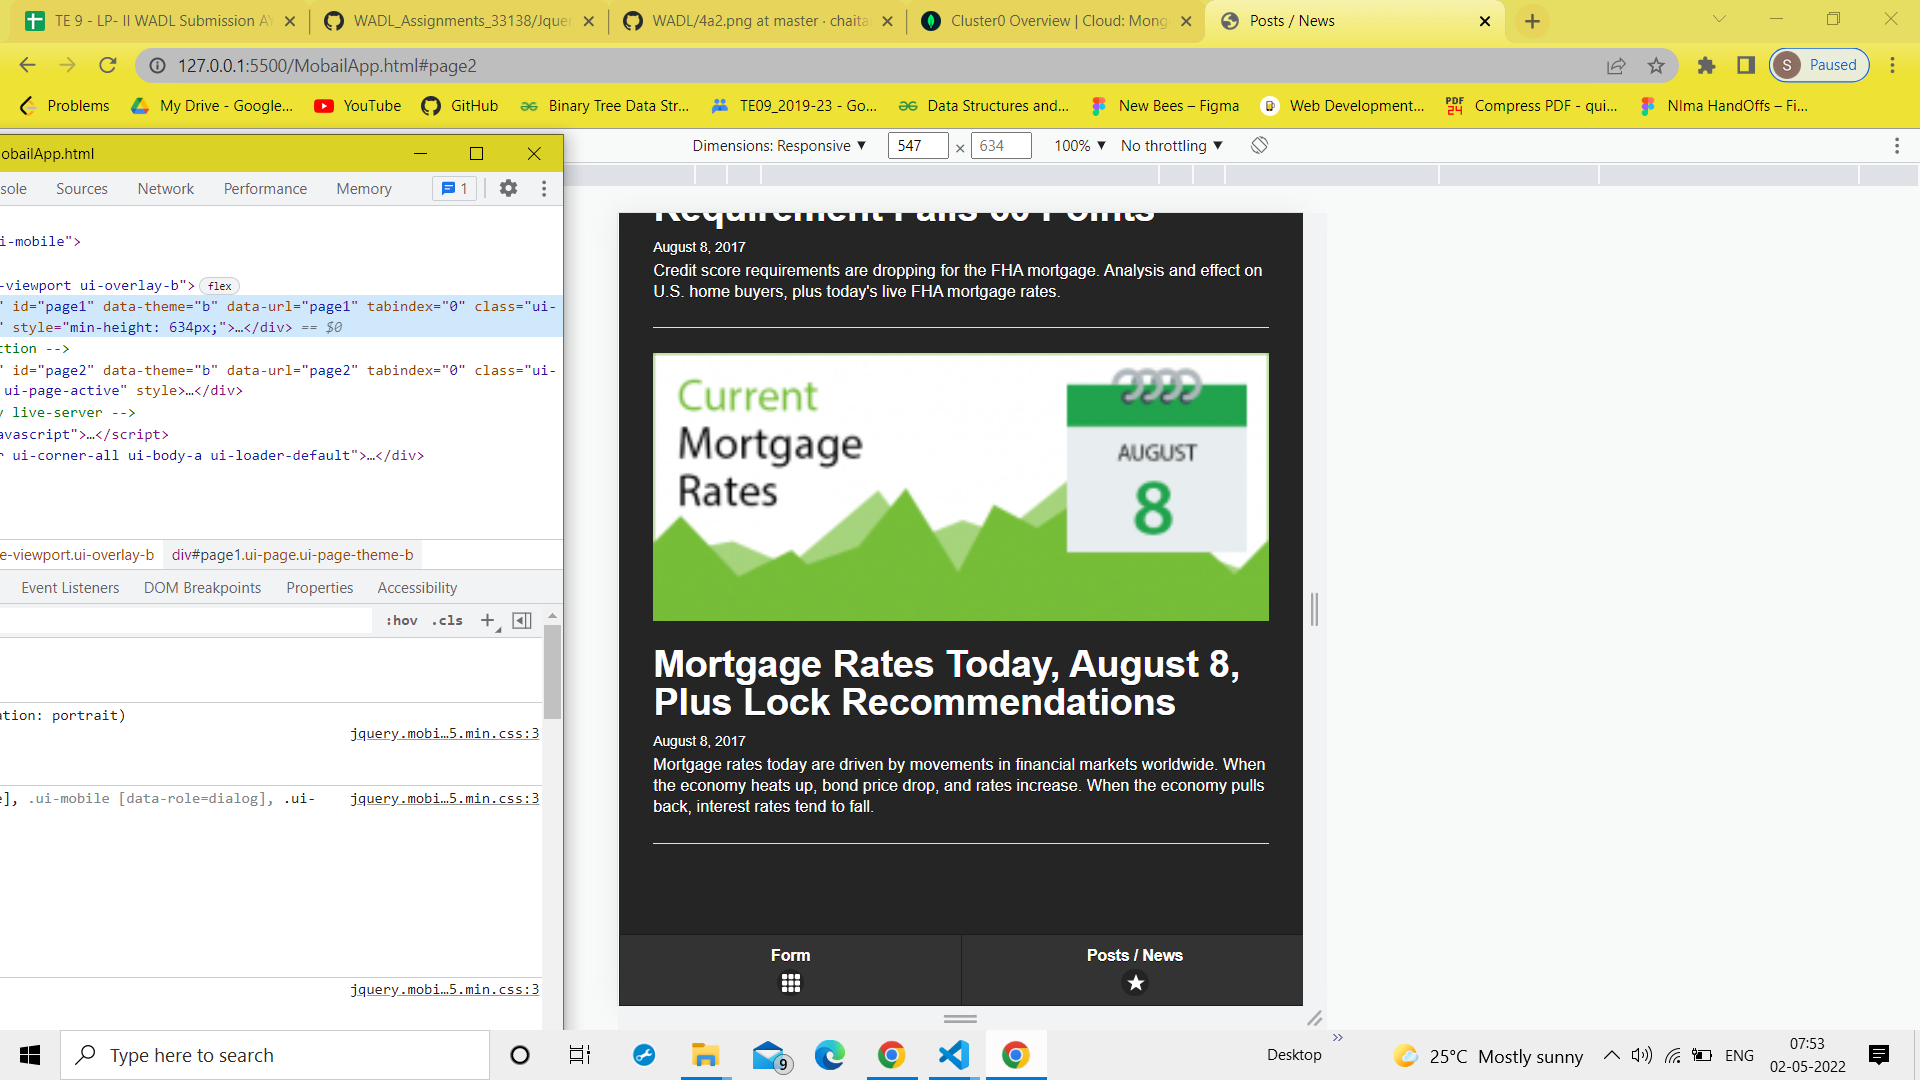 TE 9 - LP- II WADL Submission AY
WADL_Assignments_33138/Jquer
WADL/4a2.png at master · chaita
Cluster0 Overview | Cloud: Mong
Posts / News
127.0.0.1:5500/MobailApp.html#page2
S Paused
Problems
My Drive - Google...
YouTube
GitHub
Binary Tree Data Str...
TE09_2019-23 - Go...
Data Structures and...
New Bees – Figma
Web Development...
PDF 24 Compress PDF - qui...
NIma HandOffs – Fi...
obailApp.html
Dimensions: Responsive ▼ 547 × 634 100% ▼ No throttling ▼
sole Sources Network Performance Memory 1
i-mobile">
-viewport ui-overlay-b"> flex
" id="page1" data-theme="b" data-url="page1" tabindex="0" class="ui-
" style="min-height: 634px;">…</div> == $0
ction -->
" id="page2" data-theme="b" data-url="page2" tabindex="0" class="ui-
ui-page-active" style>…</div>
y live-server -->
avascript">…</script>
r ui-corner-all ui-body-a ui-loader-default">…</div>
e-viewport.ui-overlay-b div#page1.ui-page.ui-page-theme-b
Event Listeners DOM Breakpoints Properties Accessibility
:hov .cls +
ation: portrait)
jquery.mobi…5.min.css:3
e], .ui-mobile [data-role=dialog], .ui- jquery.mobi…5.min.css:3
jquery.mobi…5.min.css:3
Requirement Falls 60 Points
August 8, 2017
Credit score requirements are dropping for the FHA mortgage. Analysis and effect on
U.S. home buyers, plus today's live FHA mortgage rates.
Current
Mortgage
Rates
AUGUST
8
Mortgage Rates Today, August 8,
Plus Lock Recommendations
August 8, 2017
Mortgage rates today are driven by movements in financial markets worldwide. When
the economy heats up, bond price drop, and rates increase. When the economy pulls
back, interest rates tend to fall.
Form
Posts / News
Type here to search
9
Desktop
25°C Mostly sunny
ENG
07:53
02-05-2022